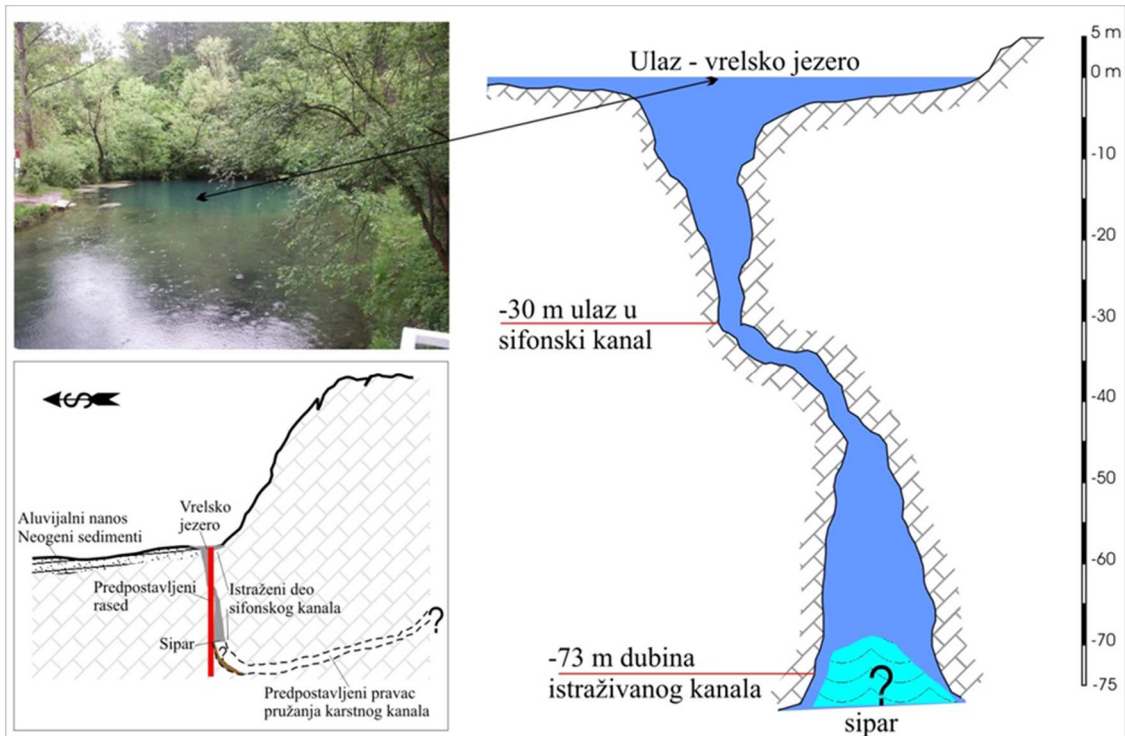 Ulaz - vrelsko jezero
5 m
0 m
-10
-20
-30
-40
-50
-60
-70
-75
-30 m ulaz u
sifonski kanal
-73 m dubina
istraživanog kanala
?
sipar
S
Aluvijalni nanos
Neogeni sedimenti
Vrelsko
jezero
Predpostavljeni
rased
Istraženi deo
sifonskog kanala
Sipar
?
?
Predpostavljeni pravac
pružanja karstnog kanala